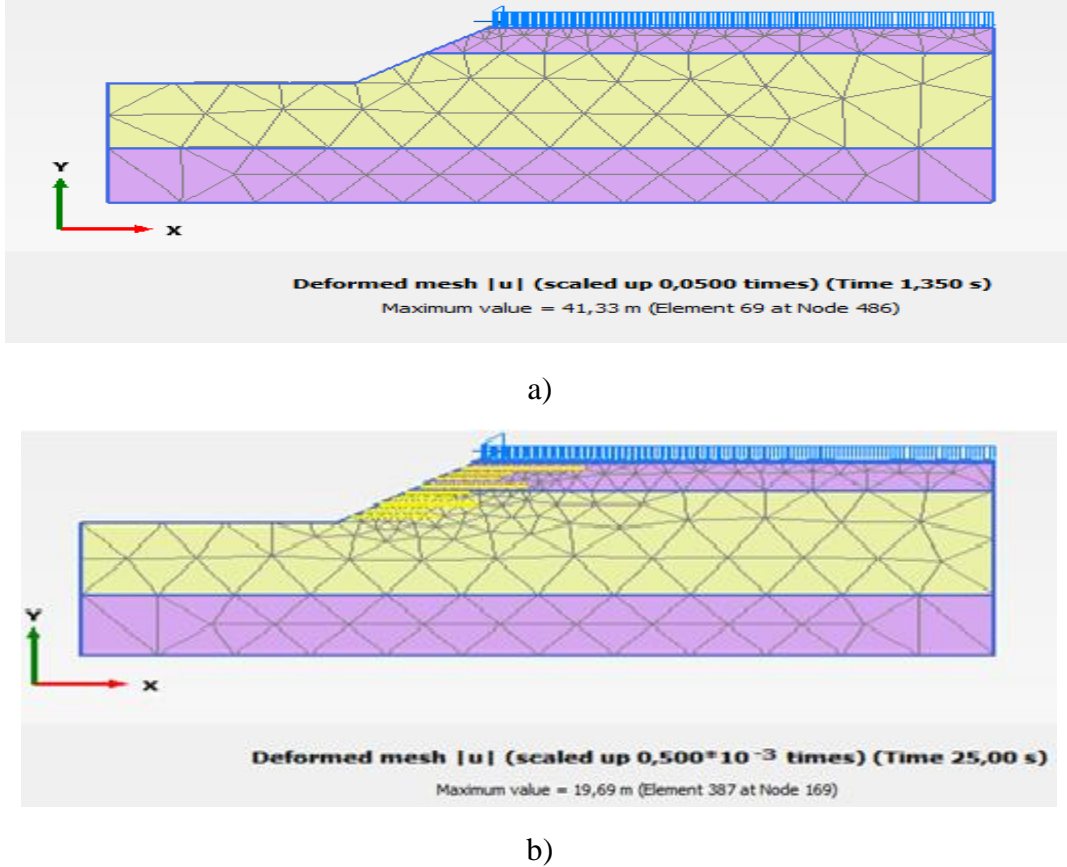 Y
X
Deformed mesh |u| (scaled up 0,0500 times) (Time 1,350 s)
Maximum value = 41,33 m (Element 69 at Node 486)
a)
Y
X
Deformed mesh |u| (scaled up 0,500*10 -3 times) (Time 25,00 s)
Maximum value = 19,69 m (Element 387 at Node 169)
b)